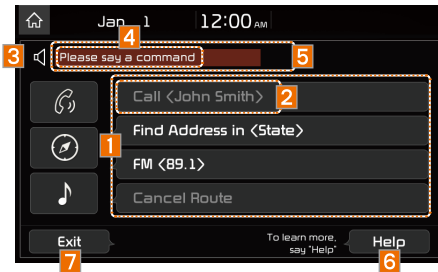 Jan 1 12:00 AM
4
3 Please say a command 5
Call <John Smith> 2
Find Address in <State>
1
FM <89.1>
Cancel Route
Exit To learn more, say "Help" Help
7 6